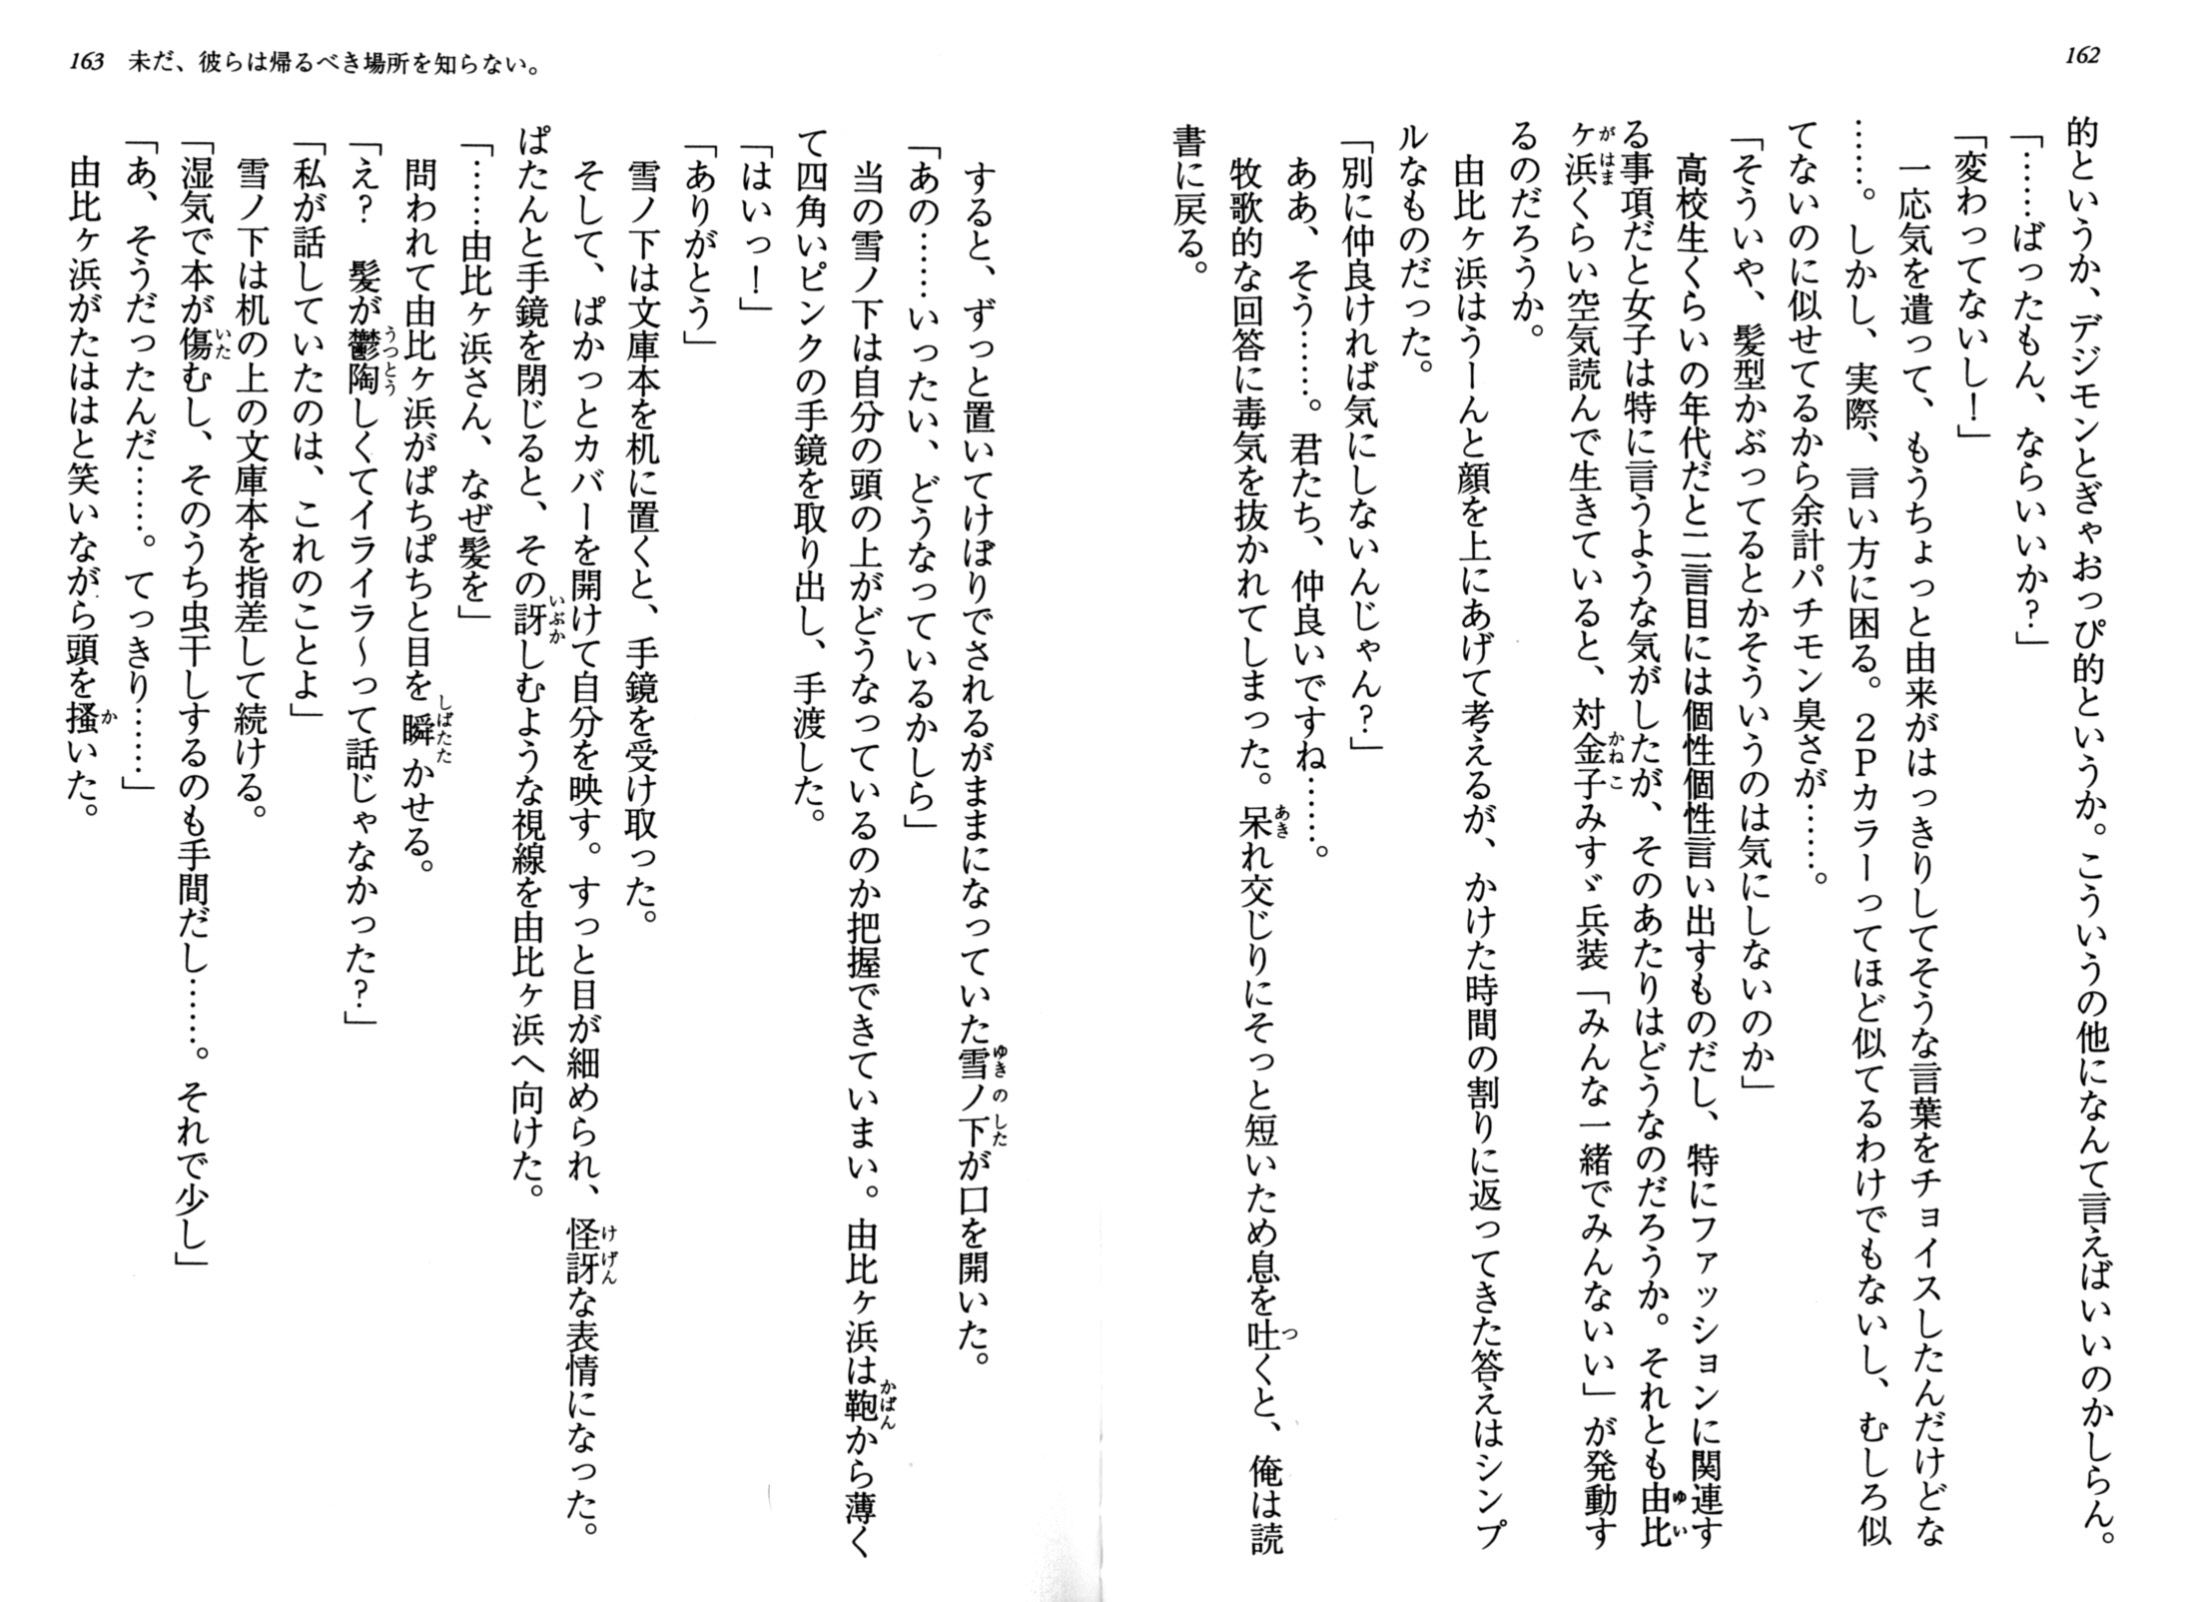 162
的というか、デジモンとぎゃおっぴ的というか。こういうの他になんて言えばいいのかしらん。
「……ばったもん、ならいいか?」
「変わってないし!」
一応気を遣って、もうちょっと由来がはっきりしてそうな言葉をチョイスしたんだけどな
……。しかし、実際、言い方に困る。2Pカラーってほど似てるわけでもないし、むしろ似
てないのに似せてるから余計パチモン臭さが……。
「そういや、髪型かぶってるとかそういうのは気にしないのか」
高校生くらいの年代だと二言目には個性個性言い出すものだし、特にファッションに関連す
る事項だと女子は特に言うような気がしたが、そのあたりはどうなのだろうか。それとも由比
ヶ浜くらい空気読んで生きていると、対金子みすゞ兵装「みんな一緒でみんないい」が発動す
るのだろうか。
由比ヶ浜はうーんと顔を上にあげて考えるが、かけた時間の割りに返ってきた答えはシンプ
ルなものだった。
「別に仲良ければ気にしないんじゃん?」
ああ、そう……。君たち、仲良いですね……。
牧歌的な回答に毒気を抜かれてしまった。呆れ交じりにそっと短いため息を吐くと、俺は読
書に戻る。
163 未だ、彼らは帰るべき場所を知らない。
すると、ずっと置いてけぼりでされるがままになっていた雪ノ下が口を開いた。
「あの……いったい、どうなっているかしら」
当の雪ノ下は自分の頭の上がどうなっているのか把握できていまい。由比ヶ浜は鞄から薄く
て四角いピンクの手鏡を取り出し、手渡した。
「はいっ!」
「ありがとう」
雪ノ下は文庫本を机に置くと、手鏡を受け取った。
そして、ぱかっとカバーを開けて自分を映す。すっと目が細められ、怪訝な表情になった。
ぱたんと手鏡を閉じると、その訝しむような視線を由比ヶ浜へ向けた。
「……由比ヶ浜さん、なぜ髪を」
問われて由比ヶ浜がぱちぱちと目を瞬かせる。
「え? 髪が鬱陶しくてイライラ~って話じゃなかった?」
「私が話していたのは、これのことよ」
雪ノ下は机の上の文庫本を指差して続ける。
「湿気で本が傷むし、そのうち虫干しするのも手間だし……。それで少し」
「あ、そうだったんだ……。てっきり……」
由比ヶ浜がたははと笑いながら頭を掻いた。